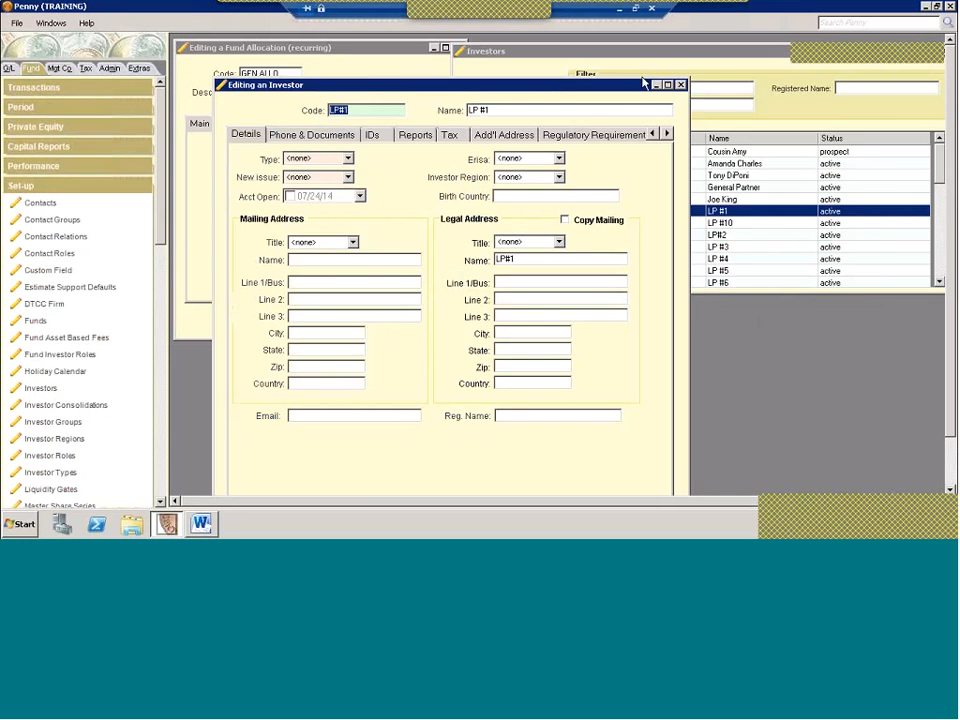 Penny (TRAINING)
File Windows Help
Search Penny
G/L Fund Mgt Co Tax Admin Extras
Transactions
Period
Private Equity
Capital Reports
Performance
Set-up
Contacts
Contact Groups
Contact Relations
Contact Roles
Custom Field
Estimate Support Defaults
DTCC Firm
Funds
Fund Asset Based Fees
Fund Investor Roles
Holiday Calendar
Investors
Investor Consolidations
Investor Groups
Investor Regions
Investor Roles
Investor Types
Liquidity Gates
Master Share Series
Editing a Fund Allocation (recurring)
Code: GEN ALLO
Desc
Main
Investors
Filter
Registered Name:
Name Status
Cousin Amy prospect
Amanda Charles active
Tony DiPoni active
General Partner active
Joe King active
LP #1 active
LP #10 active
LP#2 active
LP #3 active
LP #4 active
LP #5 active
LP #6 active
Editing an Investor
Code: LP#1 Name: LP #1
Details Phone & Documents IDs Reports Tax Add'l Address Regulatory Requirement
Type: <none> Erisa: <none>
New issue: <none> Investor Region: <none>
Acct Open: 07/24/14 Birth Country:
Mailing Address Legal Address Copy Mailing
Title: <none> Title: <none>
Name: Name: LP#1
Line 1/Bus: Line 1/Bus:
Line 2: Line 2:
Line 3: Line 3:
City: City:
State: State:
Zip: Zip:
Country: Country:
Email: Reg. Name:
Start